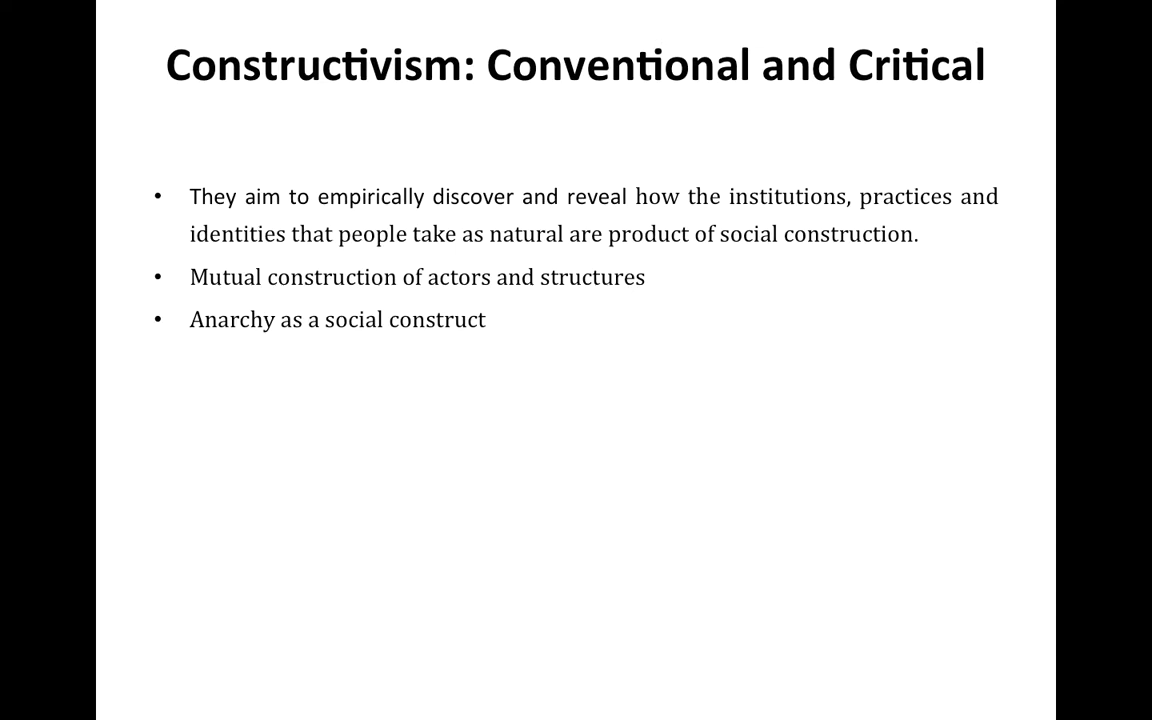 Constructivism: Conventional and Critical
• They aim to empirically discover and reveal how the institutions, practices and
identities that people take as natural are product of social construction.
• Mutual construction of actors and structures
• Anarchy as a social construct